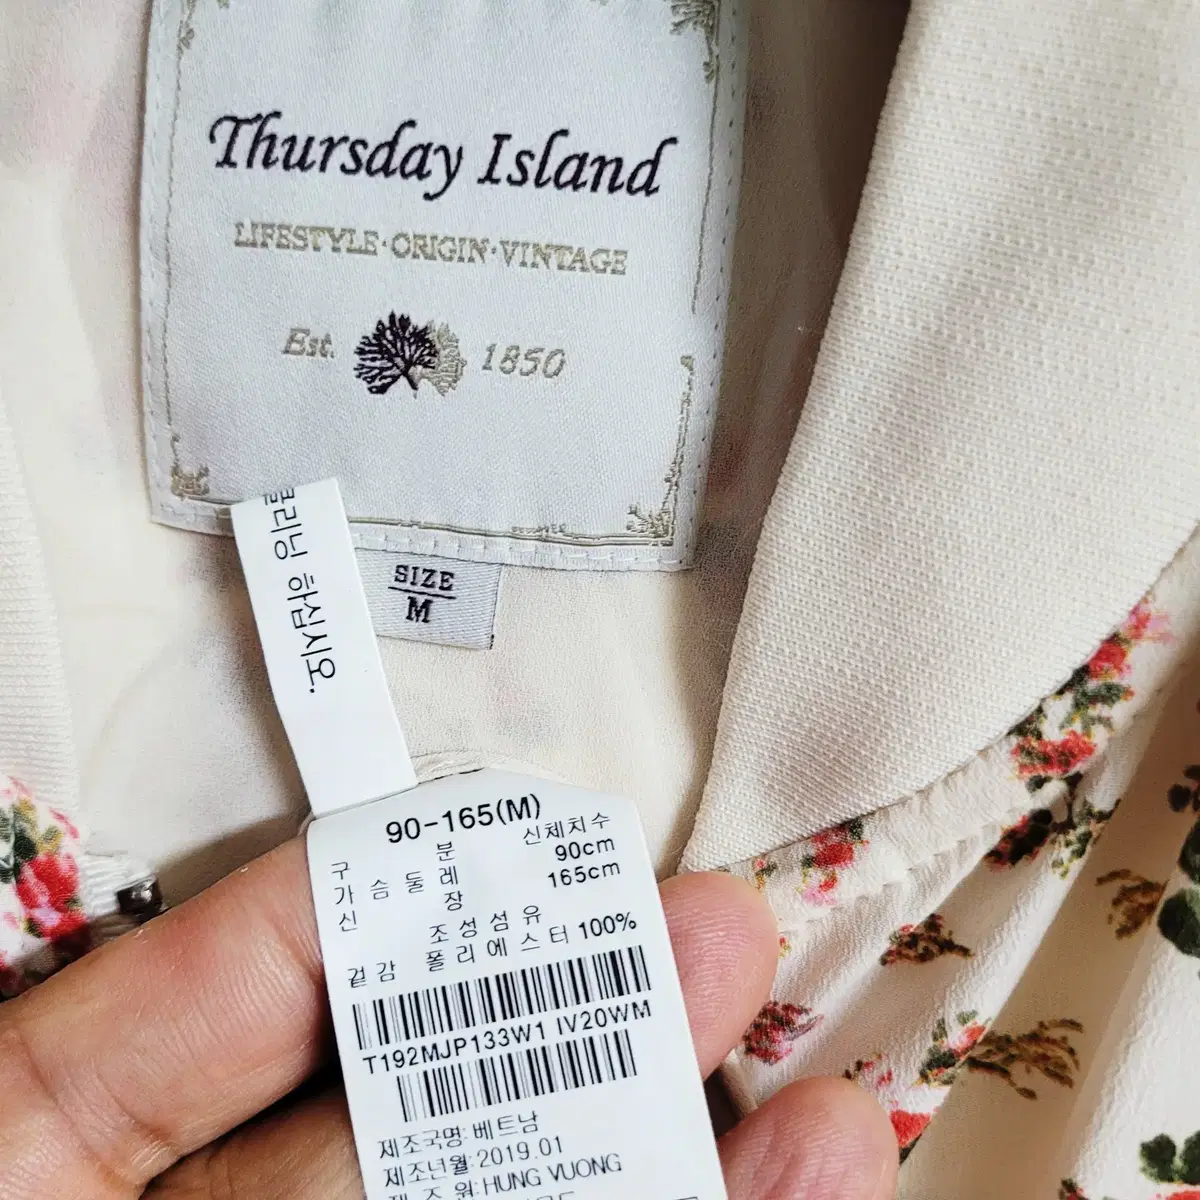 Thursday Island
LIFESTYLE·ORIGIN·VINTAGE
Est. 1850
클리닝 하십시오.
SIZE
M
90-165(M)
구 분 신체치수
가 슴 둘 레 90cm
신 장 165cm
조 성 섬 유
겉 감 폴 리 에 스 터 100%
T192MJP133W1 IV20WM
제조국명: 베트남
제조년월: 2019.01
제 조 원: HUNG VUONG